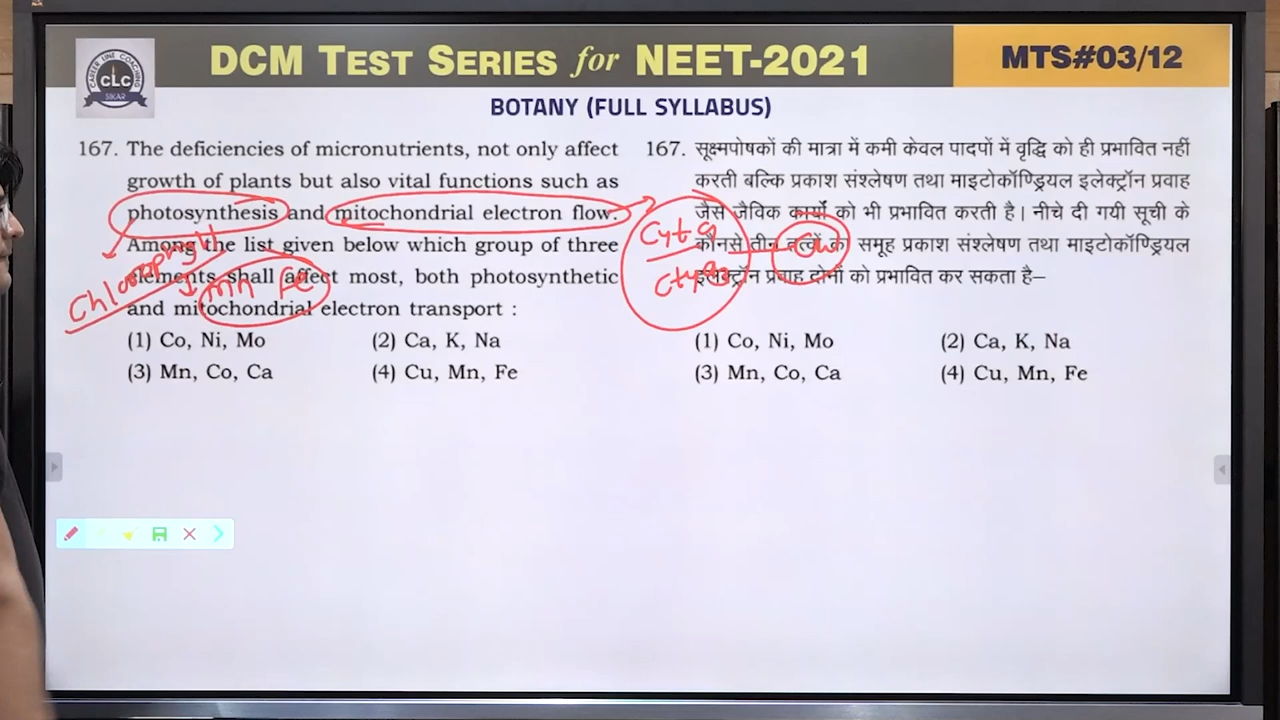 CAREER LINE COACHING
CLC
SIKAR
DCM TEST SERIES for NEET-2021
MTS#03/12
BOTANY (FULL SYLLABUS)
167. The deficiencies of micronutrients, not only affect
growth of plants but also vital functions such as
photosynthesis and mitochondrial electron flow.
Among the list given below which group of three
elements shall affect most, both photosynthetic
and mitochondrial electron transport :
(1) Co, Ni, Mo (2) Ca, K, Na
(3) Mn, Co, Ca (4) Cu, Mn, Fe
Chlorophyll
Mn Fe
167. सूक्ष्मपोषकों की मात्रा में कमी केवल पादपों में वृद्धि को ही प्रभावित नहीं
करती बल्कि प्रकाश संश्लेषण तथा माइटोकॉण्ड्रियल इलेक्ट्रॉन प्रवाह
जैसे जैविक कार्यों को भी प्रभावित करती है। नीचे दी गयी सूची के
कौनसे तीन तत्वों का समूह प्रकाश संश्लेषण तथा माइटोकॉण्ड्रियल
इलेक्ट्रॉन प्रवाह दोनों को प्रभावित कर सकता है–
(1) Co, Ni, Mo (2) Ca, K, Na
(3) Mn, Co, Ca (4) Cu, Mn, Fe
Cu